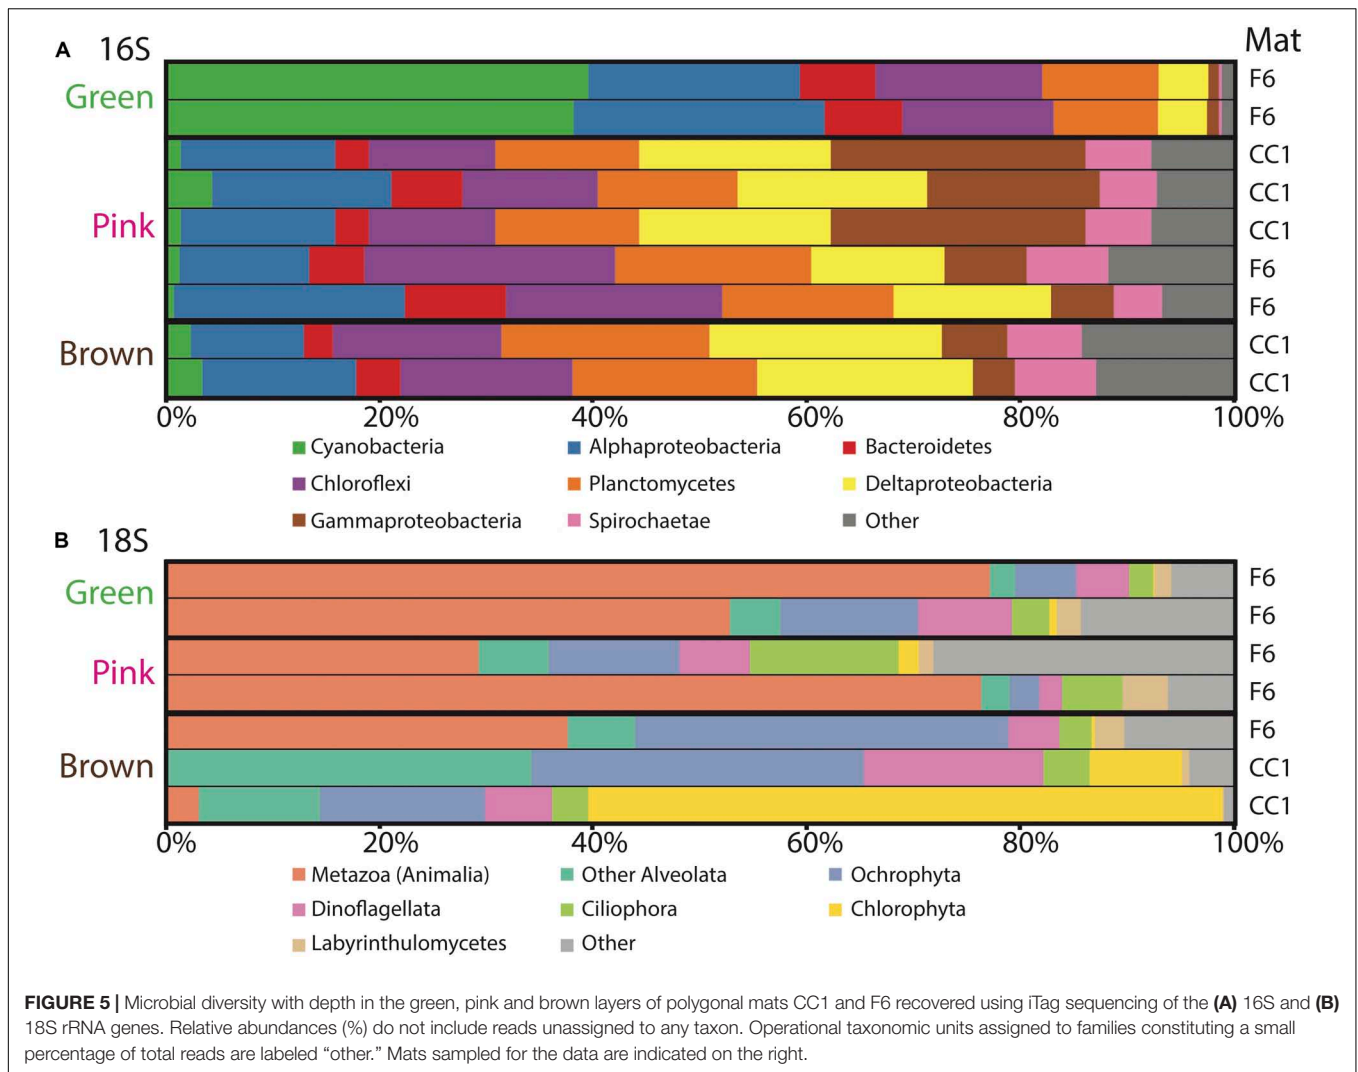 A 16S
Mat
Green
F6
F6
CC1
CC1
Pink
CC1
F6
F6
Brown
CC1
CC1
0% 20% 40% 60% 80% 100%
Cyanobacteria Alphaproteobacteria Bacteroidetes
Chloroflexi Planctomycetes Deltaproteobacteria
Gammaproteobacteria Spirochaetae Other
B 18S
Green
F6
F6
Pink
F6
F6
Brown
F6
CC1
CC1
0% 20% 40% 60% 80% 100%
Metazoa (Animalia) Other Alveolata Ochrophyta
Dinoflagellata Ciliophora Chlorophyta
Labyrinthulomycetes Other
FIGURE 5 | Microbial diversity with depth in the green, pink and brown layers of polygonal mats CC1 and F6 recovered using iTag sequencing of the (A) 16S and (B)
18S rRNA genes. Relative abundances (%) do not include reads unassigned to any taxon. Operational taxonomic units assigned to families constituting a small
percentage of total reads are labeled “other.” Mats sampled for the data are indicated on the right.